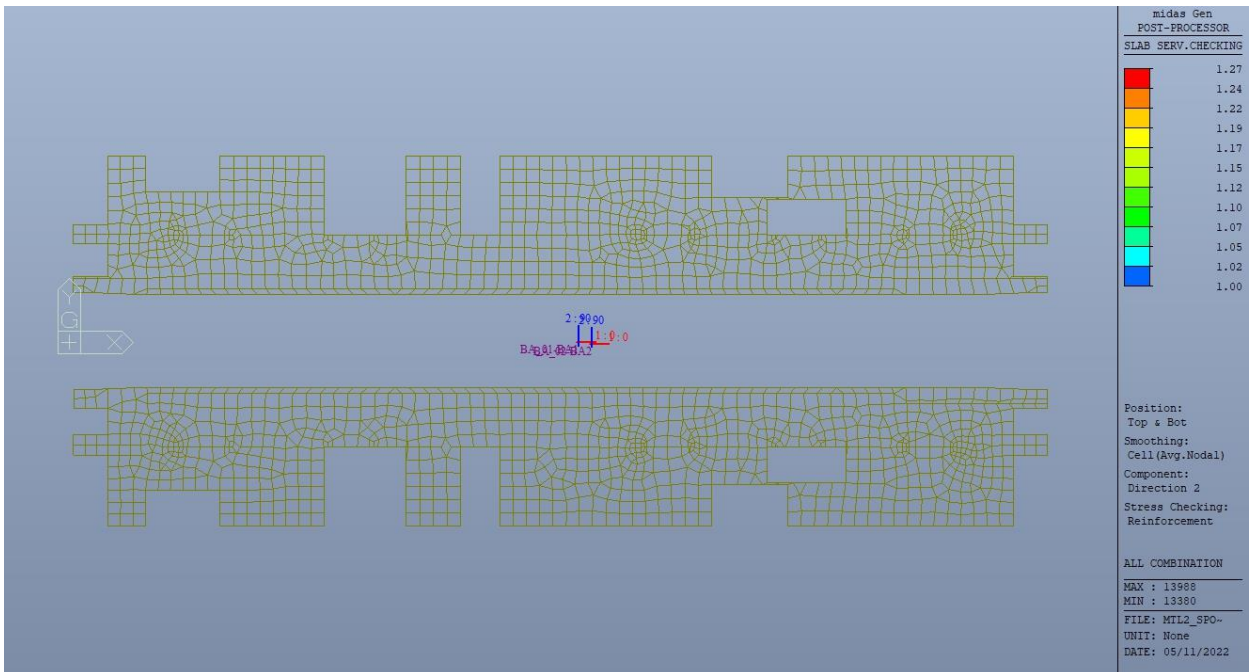 midas Gen
POST-PROCESSOR
SLAB SERV.CHECKING
1.27
1.24
1.22
1.19
1.17
1.15
1.12
1.10
1.07
1.05
1.02
1.00
Y
G
X
Position:
Top & Bot
Smoothing:
Cell(Avg.Nodal)
Component:
Direction 2
Stress Checking:
Reinforcement
ALL COMBINATION
MAX : 13988
MIN : 13380
FILE: MTL2_SPO~
UNIT: None
DATE: 05/11/2022